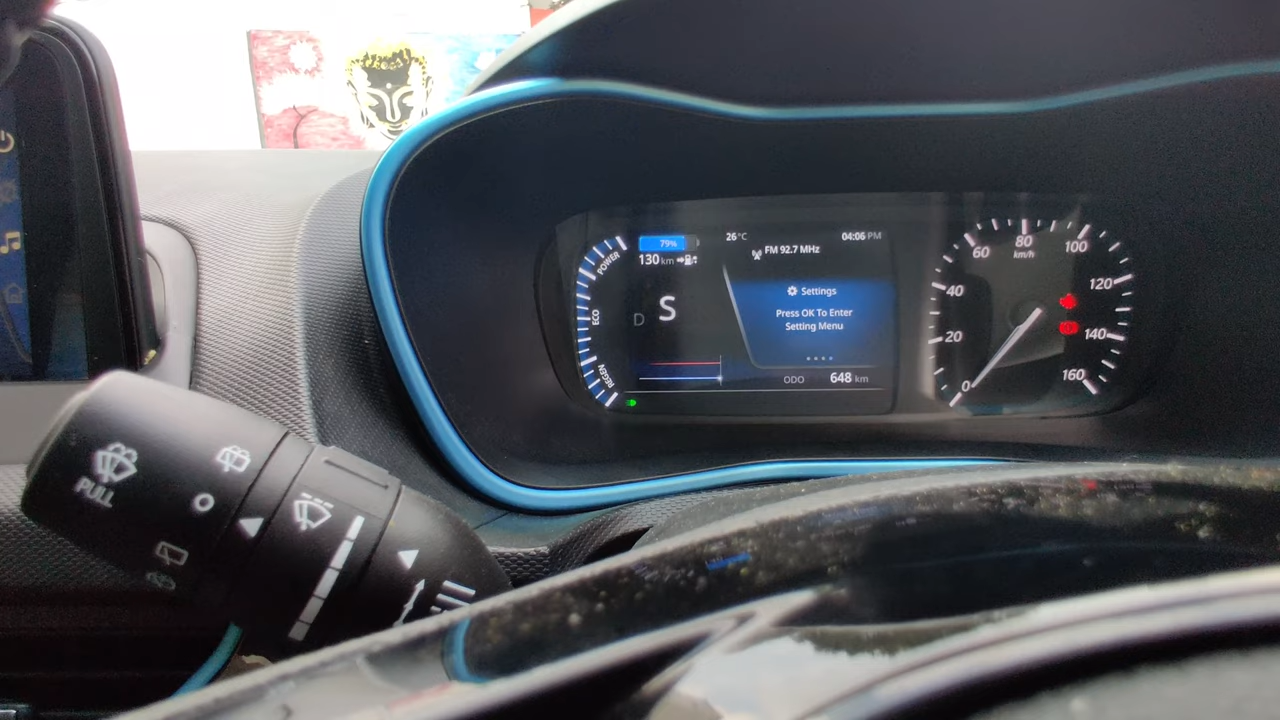 79%
26°C
04:06 PM
130 km
FM 92.7 MHz
POWER
ECO
REGEN
D
S
Settings
Press OK To Enter
Setting Menu
ODO 648 km
0
20
40
60
80
100
120
140
160
km/h
PULL